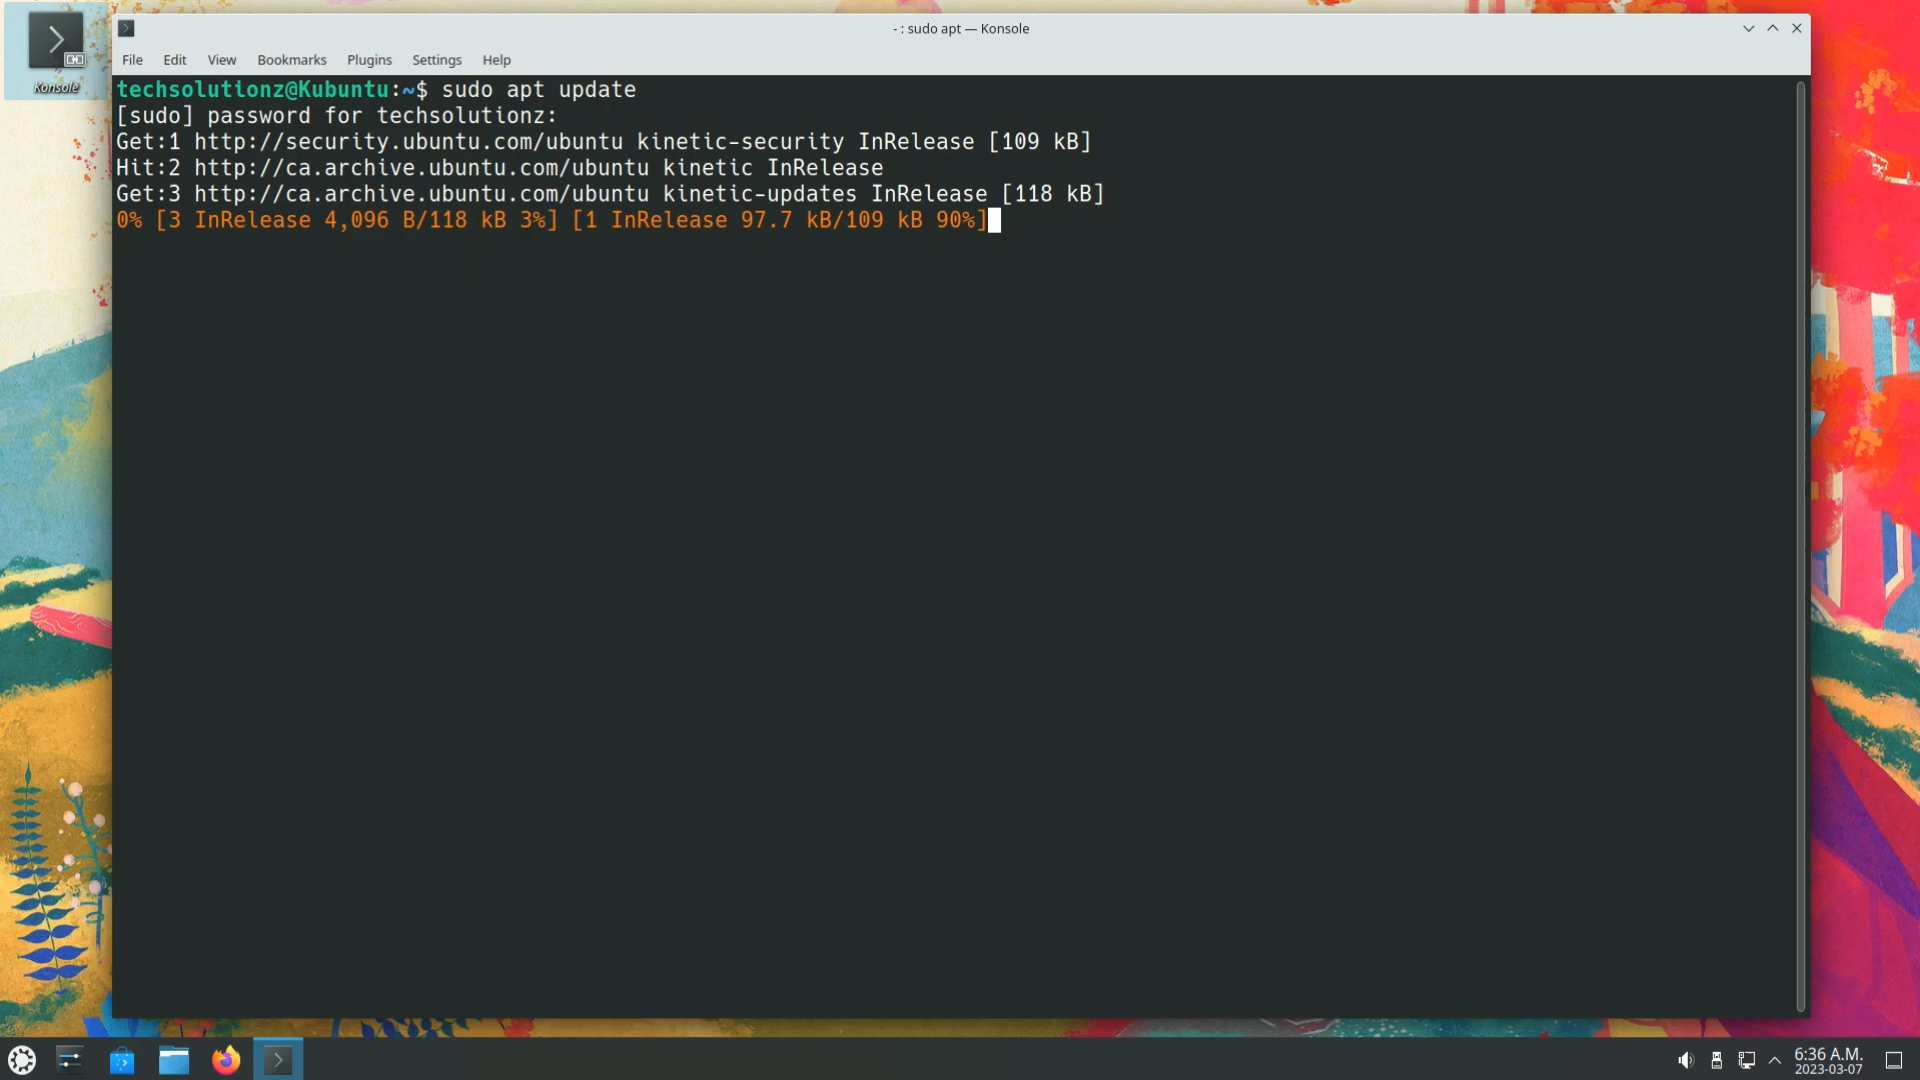 - : sudo apt — Konsole
File Edit View Bookmarks Plugins Settings Help
Konsole
techsolutionz@Kubuntu:~$ sudo apt update
[sudo] password for techsolutionz:
Get:1 http://security.ubuntu.com/ubuntu kinetic-security InRelease [109 kB]
Hit:2 http://ca.archive.ubuntu.com/ubuntu kinetic InRelease
Get:3 http://ca.archive.ubuntu.com/ubuntu kinetic-updates InRelease [118 kB]
0% [3 InRelease 4,096 B/118 kB 3%] [1 InRelease 97.7 kB/109 kB 90%]
6:36 A.M.
2023-03-07